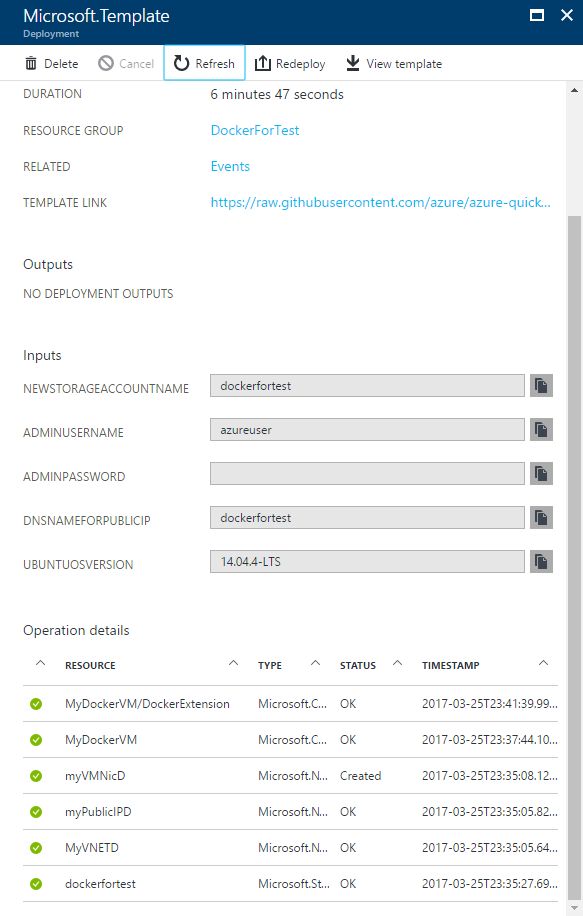 Microsoft.Template
Deployment
Delete Cancel Refresh Redeploy View template
DURATION 6 minutes 47 seconds
RESOURCE GROUP DockerForTest
RELATED Events
TEMPLATE LINK https://raw.githubusercontent.com/azure/azure-quick...
Outputs
NO DEPLOYMENT OUTPUTS
Inputs
NEWSTORAGEACCOUNTNAME dockerfortest
ADMINUSERNAME azureuser
ADMINPASSWORD
DNSNAMEFORPUBLICIP dockerfortest
UBUNTUOSVERSION 14.04.4-LTS
Operation details
RESOURCE TYPE STATUS TIMESTAMP
MyDockerVM/DockerExtension Microsoft.C... OK 2017-03-25T23:41:39.99...
MyDockerVM Microsoft.C... OK 2017-03-25T23:37:44.10...
myVMNicD Microsoft.N... Created 2017-03-25T23:35:08.12...
myPublicIPD Microsoft.N... OK 2017-03-25T23:35:05.82...
MyVNETD Microsoft.N... OK 2017-03-25T23:35:05.64...
dockerfortest Microsoft.St... OK 2017-03-25T23:35:27.69...